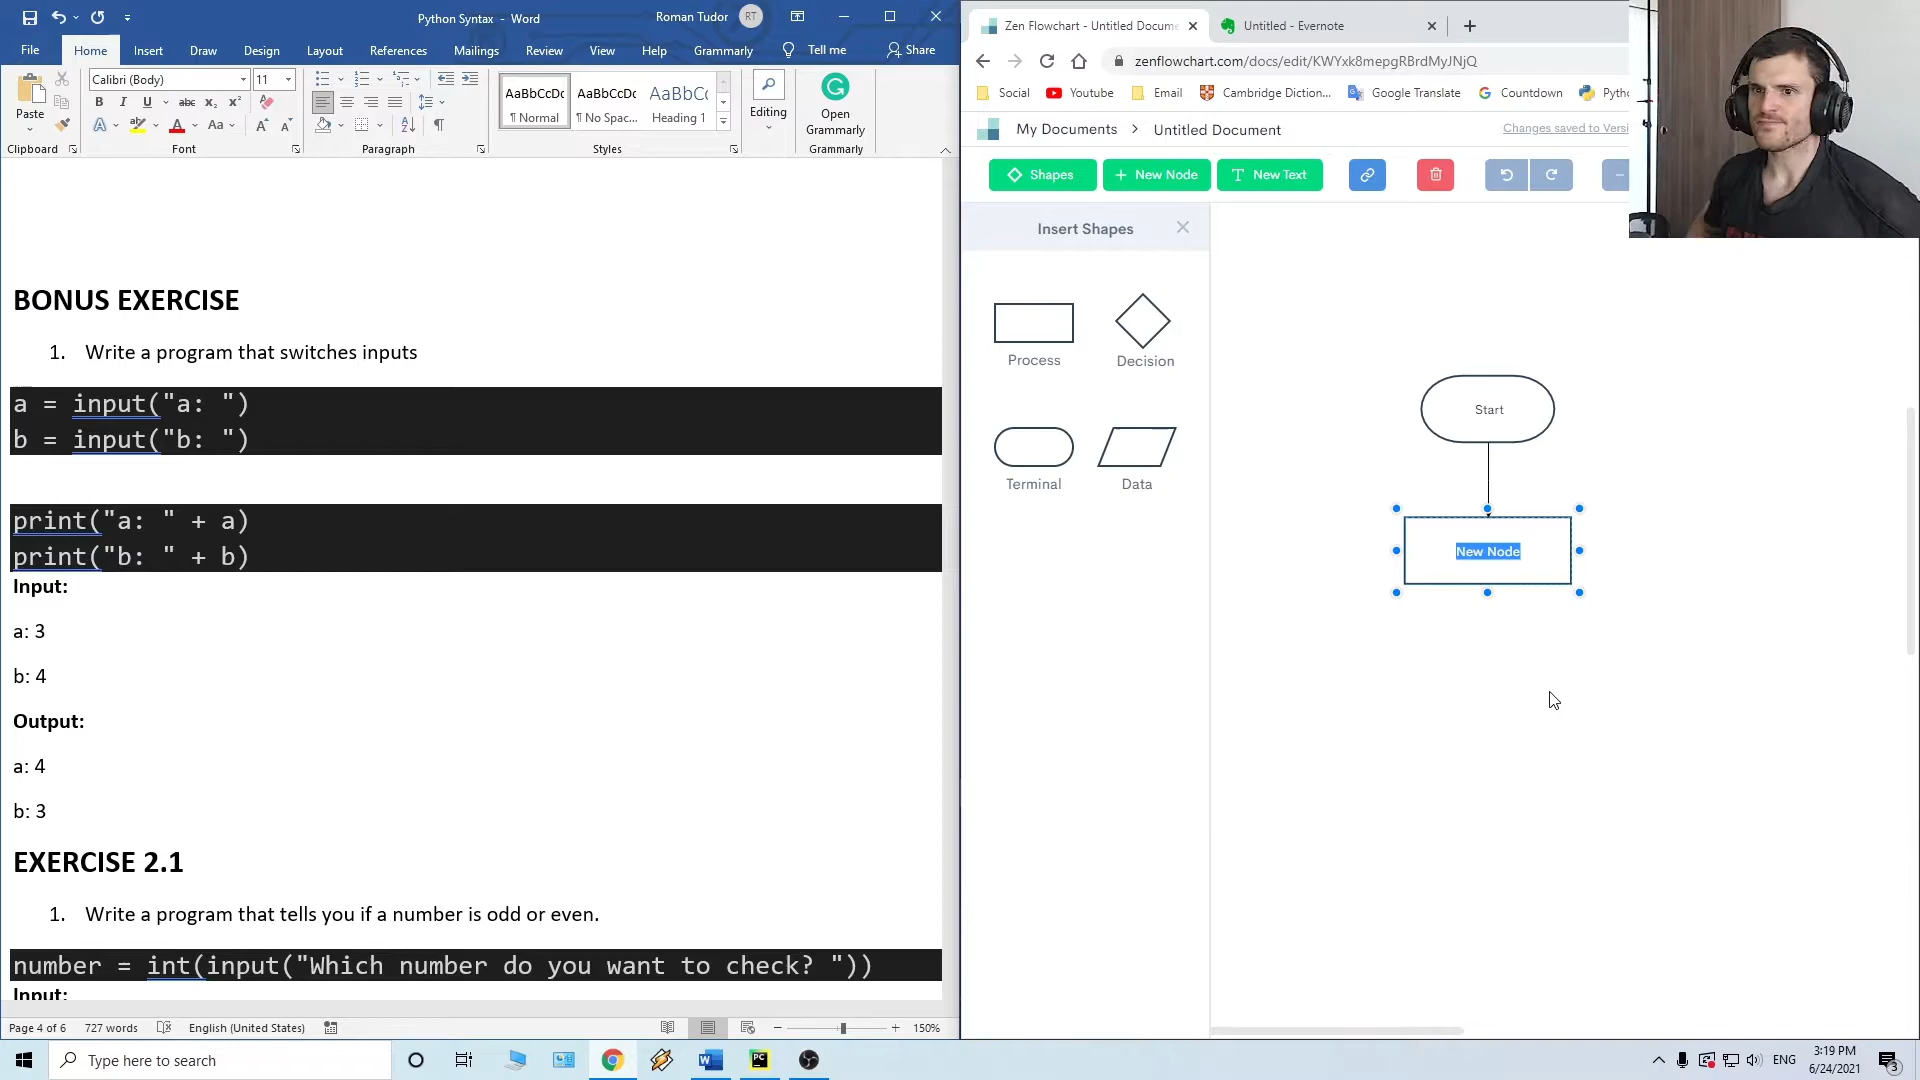 Python Syntax - Word
Roman Tudor
RT
File
Home
Insert
Draw
Design
Layout
References
Mailings
Review
View
Help
Grammarly
Tell me
Share
Paste
Calibri (Body)
11
AaBbCcDc
¶ Normal
AaBbCcDc
¶ No Spac...
AaBbCc
Heading 1
Editing
Open
Grammarly
Clipboard
Font
Paragraph
Styles
Grammarly
BONUS EXERCISE
1. Write a program that switches inputs
a = input("a: ")
b = input("b: ")
print("a: " + a)
print("b: " + b)
Input:
a: 3
b: 4
Output:
a: 4
b: 3
EXERCISE 2.1
1. Write a program that tells you if a number is odd or even.
number = int(input("Which number do you want to check? "))
Input:
Page 4 of 6
727 words
English (United States)
150%
Zen Flowchart - Untitled Docume
Untitled - Evernote
zenflowchart.com/docs/edit/KWYxk8mepgRBrdMyJNjQ
Social
Youtube
Email
Cambridge Diction...
Google Translate
Countdown
Pytho
My Documents > Untitled Document
Changes saved to Versi
Shapes
+ New Node
New Text
Insert Shapes
Process
Decision
Terminal
Data
Start
New Node
Type here to search
ENG
3:19 PM
6/24/2021
3